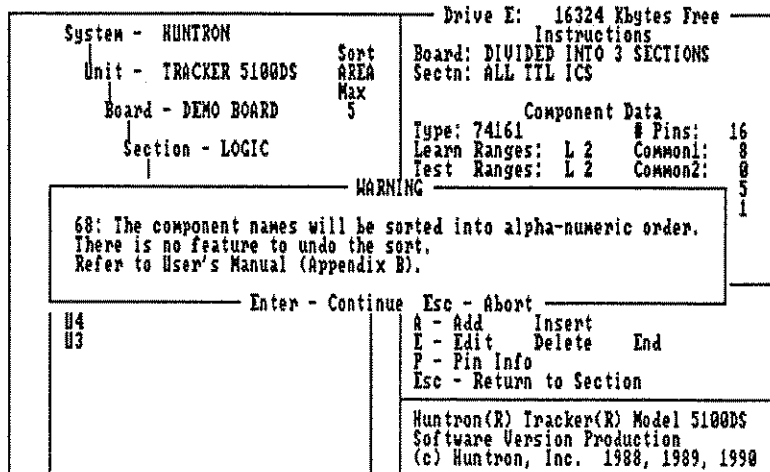 System - HUNTRON
Unit - TRACKER 5100DS
Board - DEMO BOARD
Section - LOGIC
Sort
AREA
Max
5
Drive E: 16324 Kbytes Free
Instructions
Board: DIVIDED INTO 3 SECTIONS
Sectn: ALL TTL ICS
Component Data
Type: 74161 # Pins: 16
Learn Ranges: L 2 Common1: 8
Test Ranges: L 2 Common2: 0
5
1
WARNING
68: The component names will be sorted into alpha-numeric order.
There is no feature to undo the sort.
Refer to User's Manual (Appendix B).
Enter - Continue Esc - Abort
U4
U3
A - Add Insert
E - Edit Delete End
P - Pin Info
Esc - Return to Section
Huntron(R) Tracker(R) Model 5100DS
Software Version Production
(c) Huntron, Inc. 1988, 1989, 1990